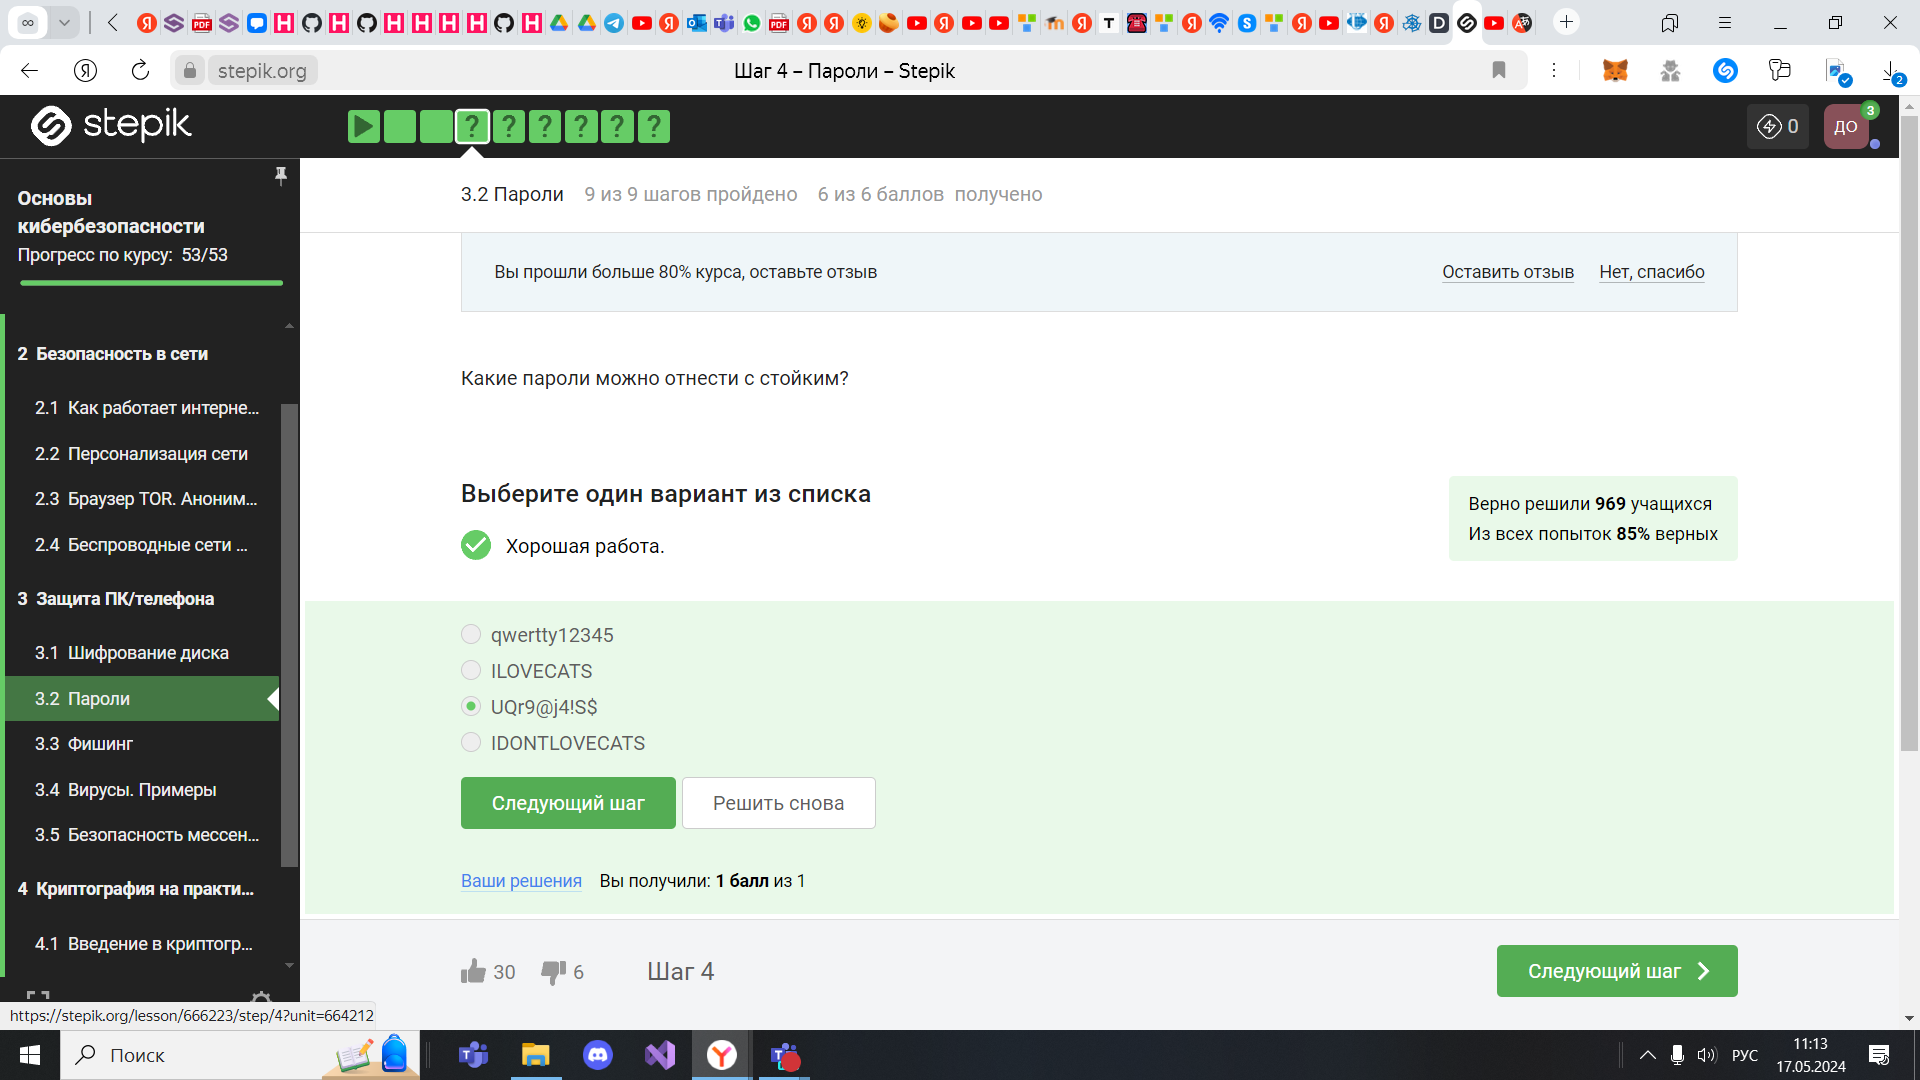 stepik.org
Шаг 4 – Пароли – Stepik
2
stepik
?
?
?
?
?
?
0
ДО
3
Основы
кибербезопасности
Прогресс по курсу: 53/53
3.2 Пароли 9 из 9 шагов пройдено 6 из 6 баллов получено
Вы прошли больше 80% курса, оставьте отзыв
Оставить отзыв
Нет, спасибо
2 Безопасность в сети
2.1 Как работает интерне...
2.2 Персонализация сети
2.3 Браузер TOR. Аноним...
2.4 Беспроводные сети ...
3 Защита ПК/телефона
3.1 Шифрование диска
3.2 Пароли
3.3 Фишинг
3.4 Вирусы. Примеры
3.5 Безопасность мессен...
4 Криптография на практи...
4.1 Введение в криптогр...
Какие пароли можно отнести с стойким?
Выберите один вариант из списка
Хорошая работа.
Верно решили 969 учащихся
Из всех попыток 85% верных
qwertty12345
ILOVECATS
UQr9@j4!S$
IDONTLOVECATS
Следующий шаг
Решить снова
Ваши решения Вы получили: 1 балл из 1
30
6
Шаг 4
Следующий шаг
https://stepik.org/lesson/666223/step/4?unit=664212
Поиск
РУС
11:13
17.05.2024